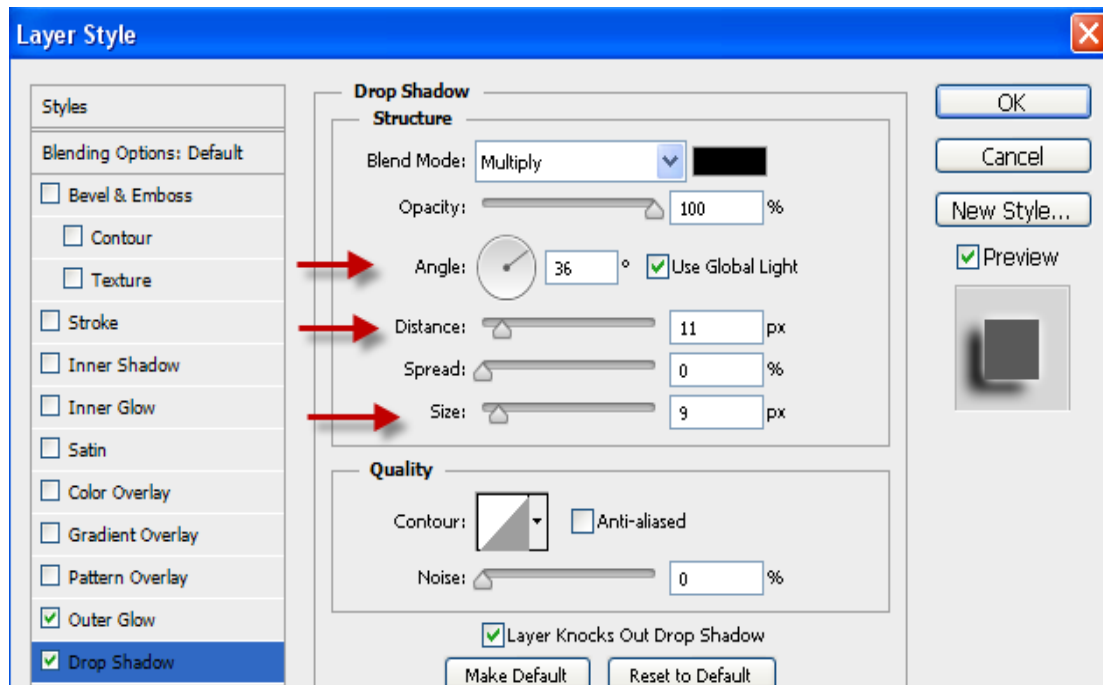 Layer Style
Styles
Blending Options: Default
Bevel & Emboss
Contour
Texture
Stroke
Inner Shadow
Inner Glow
Satin
Color Overlay
Gradient Overlay
Pattern Overlay
Outer Glow
Drop Shadow
Drop Shadow
Structure
Blend Mode: Multiply
Opacity: 100 %
Angle: 36 ° Use Global Light
Distance: 11 px
Spread: 0 %
Size: 9 px
Quality
Contour: Anti-aliased
Noise: 0 %
Layer Knocks Out Drop Shadow
Make Default Reset to Default
OK
Cancel
New Style...
Preview